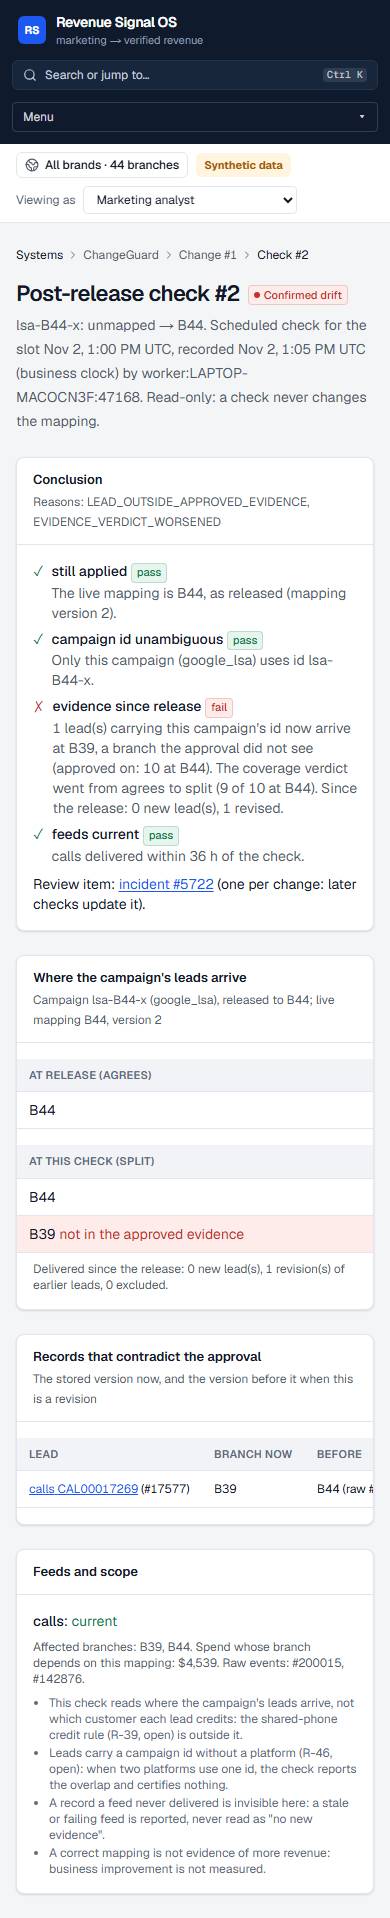 RS
Revenue Signal OS
marketing → verified revenue
Search or jump to...
Ctrl K
Menu
All brands · 44 branches
Synthetic data
Viewing as
Marketing analyst
Systems > ChangeGuard > Change #1 > Check #2
Post-release check #2
Confirmed drift
lsa-B44-x: unmapped → B44. Scheduled check for the
slot Nov 2, 1:00 PM UTC, recorded Nov 2, 1:05 PM UTC
(business clock) by worker:LAPTOP-
MACOCN3F:47168. Read-only: a check never changes
the mapping.
Conclusion
Reasons: LEAD_OUTSIDE_APPROVED_EVIDENCE,
EVIDENCE_VERDICT_WORSENED
✓ still applied pass
The live mapping is B44, as released (mapping
version 2).
✓ campaign id unambiguous pass
Only this campaign (google_lsa) uses id lsa-
B44-x.
✗ evidence since release fail
1 lead(s) carrying this campaign's id now arrive
at B39, a branch the approval did not see
(approved on: 10 at B44). The coverage verdict
went from agrees to split (9 of 10 at B44). Since
the release: 0 new lead(s), 1 revised.
✓ feeds current pass
calls delivered within 36 h of the check.
Review item: incident #5722 (one per change: later
checks update it).
Where the campaign's leads arrive
Campaign lsa-B44-x (google_lsa), released to B44; live
mapping B44, version 2
AT RELEASE (AGREES)
B44
AT THIS CHECK (SPLIT)
B44
B39 not in the approved evidence
Delivered since the release: 0 new lead(s), 1 revision(s) of
earlier leads, 0 excluded.
Records that contradict the approval
The stored version now, and the version before it when this
is a revision
LEAD BRANCH NOW BEFORE
calls CAL00017269 (#17577) B39 B44 (raw #
Feeds and scope
calls: current
Affected branches: B39, B44. Spend whose branch
depends on this mapping: $4,539. Raw events: #200015,
#142876.
• This check reads where the campaign's leads arrive, not
which customer each lead credits: the shared-phone
credit rule (R-39, open) is outside it.
• Leads carry a campaign id without a platform (R-46,
open): when two platforms use one id, the check reports
the overlap and certifies nothing.
• A record a feed never delivered is invisible here: a stale
or failing feed is reported, never read as "no new
evidence".
• A correct mapping is not evidence of more revenue:
business improvement is not measured.